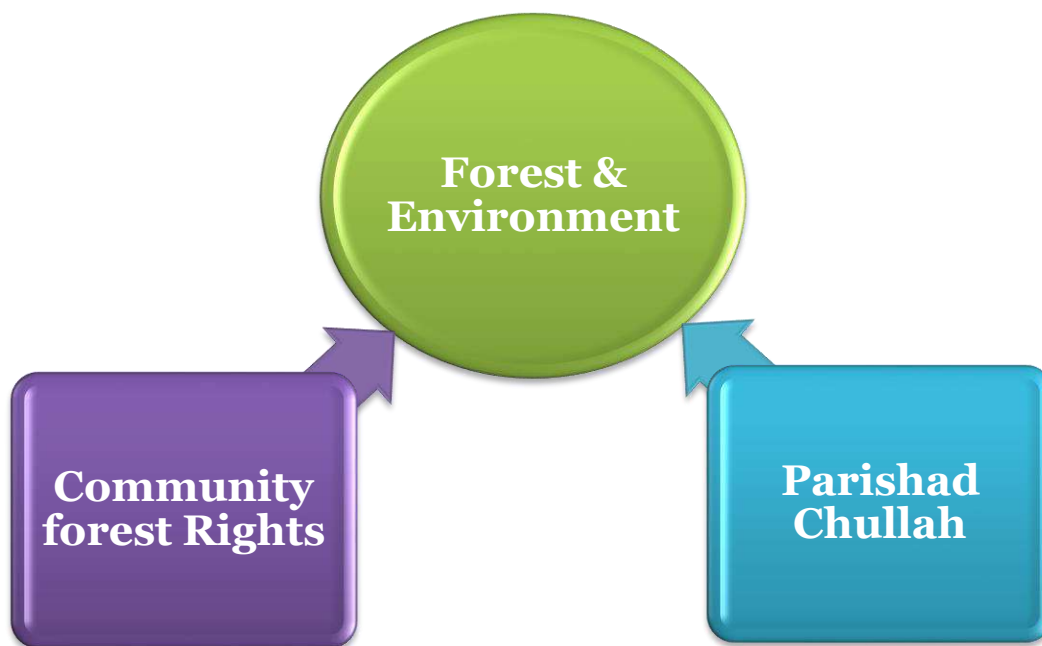 Forest &
Environment
Community
forest Rights
Parishad
Chullah